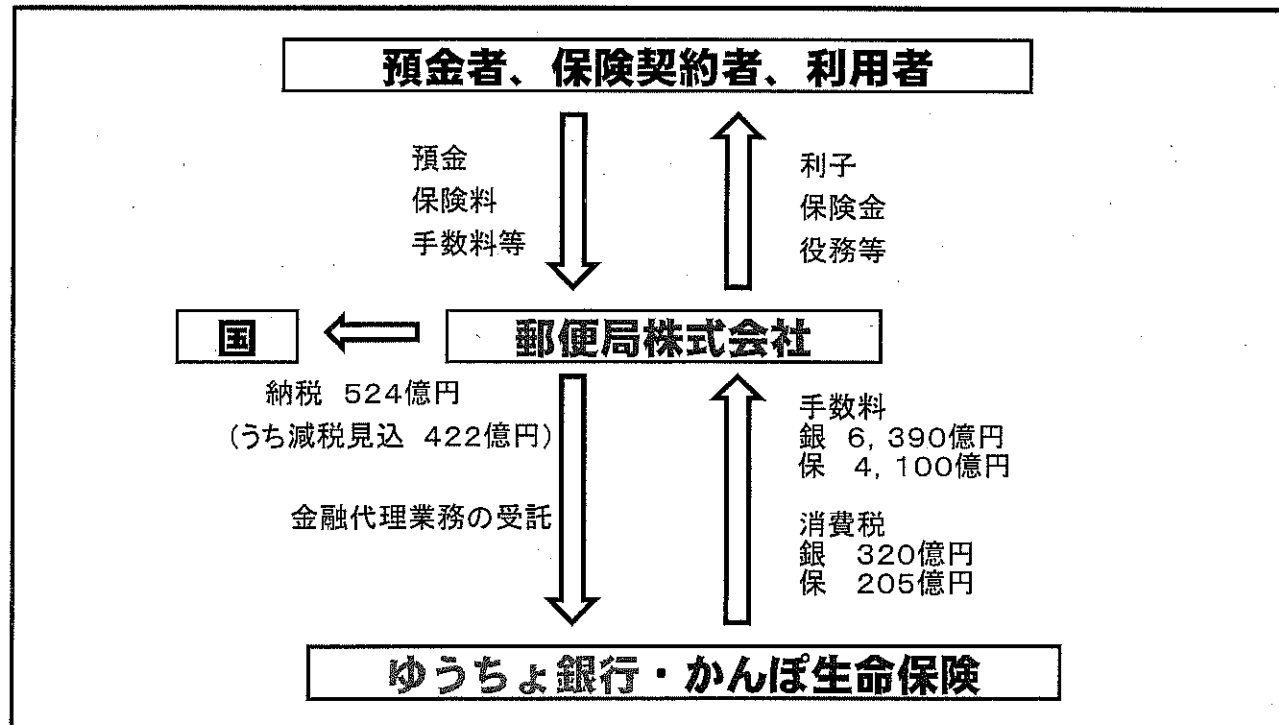 預金者、保険契約者、利用者
預金
保険料
手数料等
利子
保険金
役務等
国
郵便局株式会社
納税 524億円
(うち減税見込 422億円)
金融代理業務の受託
手数料
銀 6,390億円
保 4,100億円
消費税
銀 320億円
保 205億円
ゆうちょ銀行・かんぽ生命保険